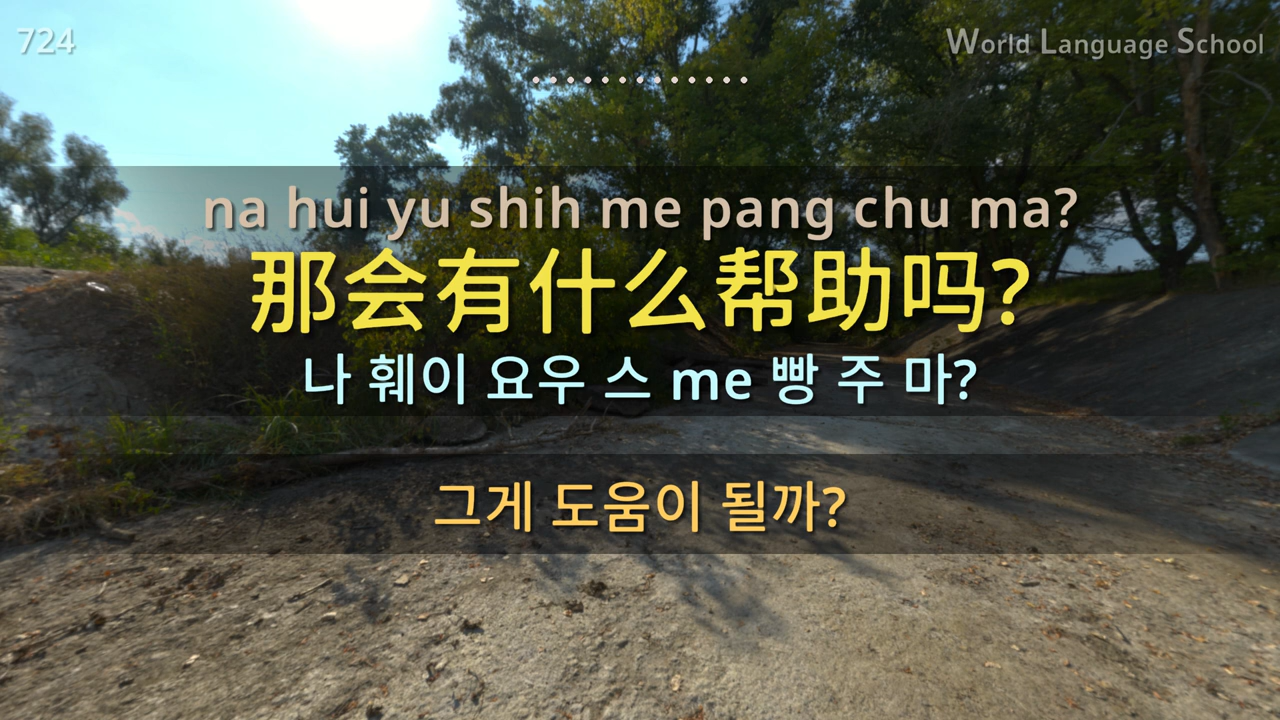 724
World Language School
na hui yu shih me pang chu ma?
那会有什么帮助吗?
나 훼이 요우 스 me 빵 주 마?
그게 도움이 될까?